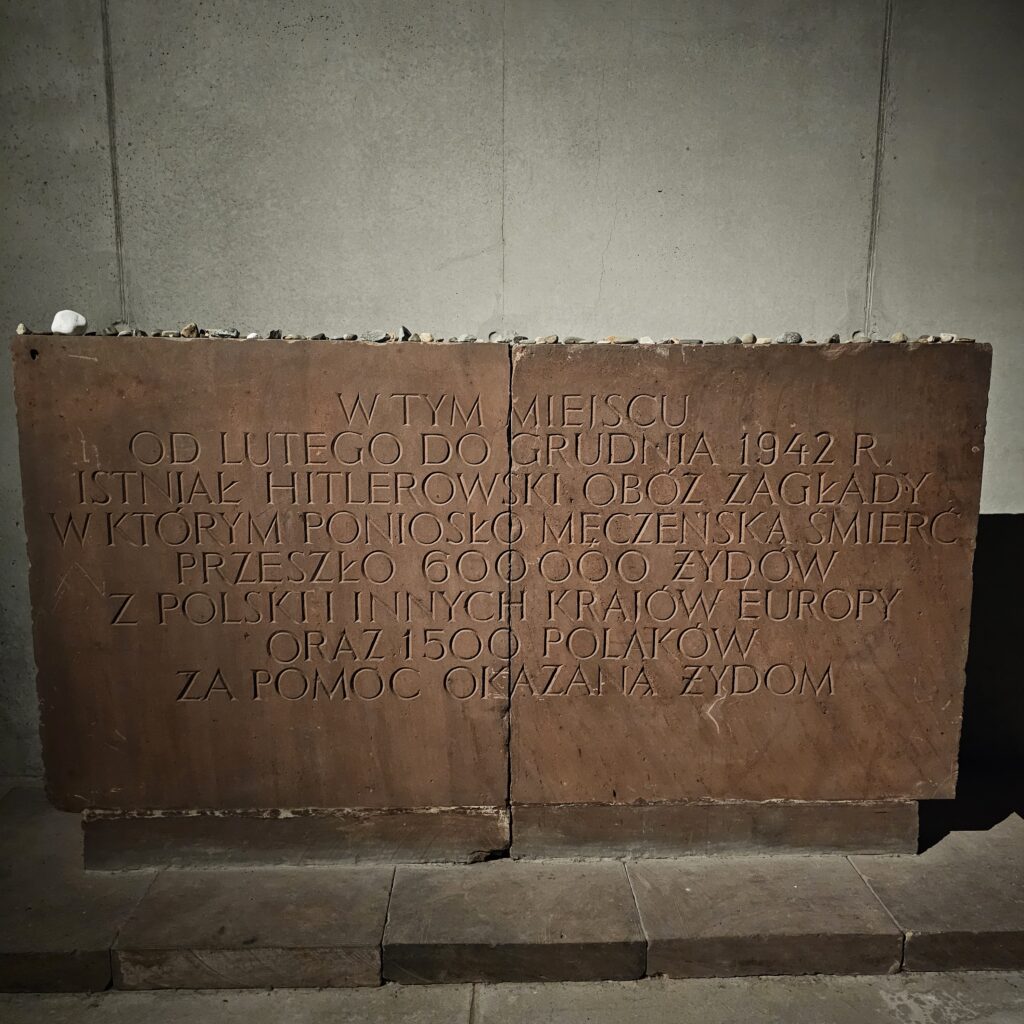 W TYM MIEJSCU
OD LUTEGO DO GRUDNIA 1942 R.
ISTNIAŁ HITLEROWSKI OBÓZ ZAGŁADY
W KTÓRYM PONIOSŁO MĘCZEŃSKĄ ŚMIERĆ
PRZESZŁO 600 000 ŻYDÓW
Z POLSKI I INNYCH KRAJÓW EUROPY
ORAZ 1500 POLAKÓW
ZA POMOC OKAZANĄ ŻYDOM